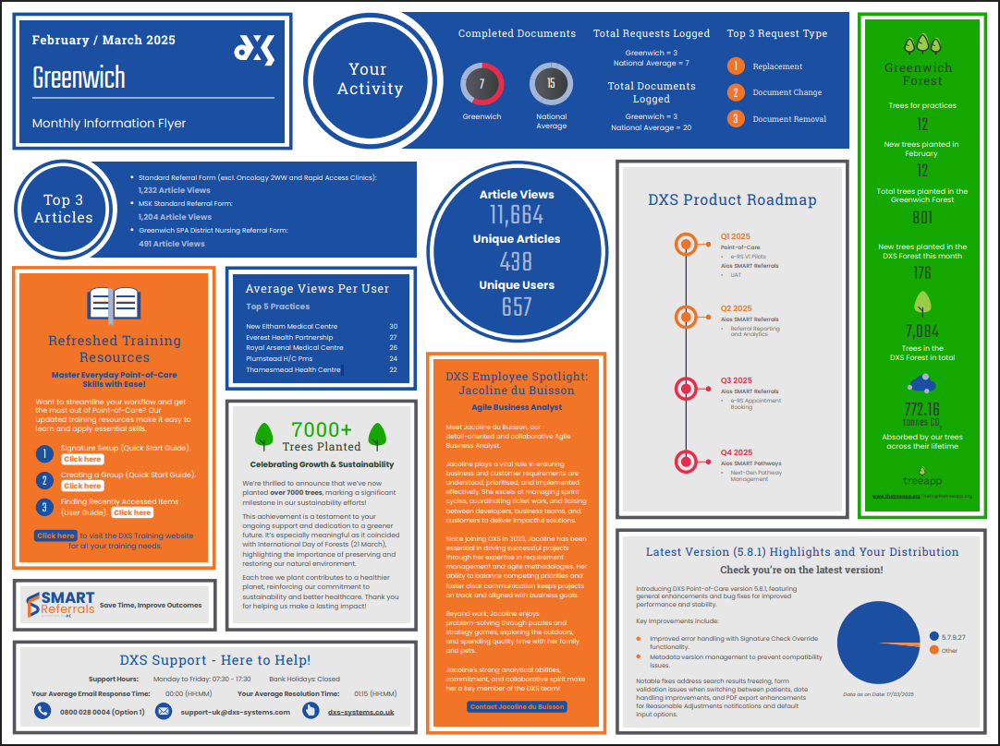 February / March 2025
dXS
Greenwich
Monthly Information Flyer
Your
Activity
Completed Documents
7
Greenwich
15
National
Average
Total Requests Logged
Greenwich = 3
National Average = 7
Total Documents
Logged
Greenwich = 3
National Average = 20
Top 3 Request Type
1 Replacement
2 Document Change
3 Document Removal
Greenwich
Forest
Trees for practices
12
New trees planted in
February
12
Total trees planted in the
Greenwich Forest
801
New trees planted in the
DXS Forest this month
176
7,084
Trees in the
DXS Forest in total
772.16
tonnes CO2
Absorbed by our trees
across their lifetime
treeapp
Top 3
Articles
• Standard Referral Form (excl. Oncology 2WW and Rapid Access Clinics):
1,232 Article Views
• MSK Standard Referral Form:
1,204 Article Views
• Greenwich SPA District Nursing Referral Form:
491 Article Views
Article Views
11,664
Unique Articles
438
Unique Users
657
DXS Product Roadmap
Q1 2025
Point-of-Care
• e-RS V1 Pilots
Aios SMART Referrals
• UAT
Q2 2025
Aios SMART Referrals
• Referral Reporting
and Analytics
Q3 2025
Aios SMART Referrals
• e-RS Appointment
Booking
Q4 2025
Aios SMART Pathways
• Next-Gen Pathway
Management
Refreshed Training
Resources
Master Everyday Point-of-Care
Skills with Ease!
Want to streamline your workflow and get
the most out of Point-of-Care? Our
updated training resources make it easy to
learn and apply essential skills.
1 Signature Setup (Quick Start Guide).
Click here
2 Creating a Group (Quick Start Guide).
Click here
3 Finding Recently Accessed Items
(User Guide). Click here
Click here to visit the DXS Training website
for all your training needs.
Average Views Per User
Top 5 Practices
New Eltham Medical Centre 30
Everest Health Partnership 27
Royal Arsenal Medical Centre 26
Plumstead H/C Pms 24
Thamesmead Health Centre 22
7000+
Trees Planted
Celebrating Growth & Sustainability
We're thrilled to announce that we've now
planted over 7000 trees, marking a significant
milestone in our sustainability efforts!
This achievement is a testament to your
ongoing support and dedication to a greener
future. It's especially meaningful as it coincided
with International Day of Forests (21 March),
highlighting the importance of preserving and
restoring our natural environment.
Each tree we plant contributes to a healthier
planet, reinforcing our commitment to
sustainability and better healthcare. Thank you
for helping us make a lasting impact!
DXS Employee Spotlight:
Jacoline du Buisson
Agile Business Analyst
Meet Jacoline du Buisson, our
detail-oriented and collaborative Agile
Business Analyst.
Jacoline plays a vital role in ensuring
business and customer requirements are
understood, prioritised, and implemented
effectively. She excels at managing sprint
cycles, coordinating ticket work, and liaising
between developers, business teams, and
customers to deliver impactful solutions.
Since joining DXS in 2023, Jacoline has been
essential in driving successful projects
through her expertise in requirement
management and agile methodologies. Her
ability to balance competing priorities and
foster clear communication keeps projects
on track and aligned with business goals.
Beyond work, Jacoline enjoys
problem-solving through puzzles and
strategy games, exploring the outdoors,
and spending quality time with her family
and pets.
Jacoline's strong analytical abilities,
commitment, and collaborative spirit make
her a key member of the DXS team!
Contact Jacoline du Buisson
SMART
Referrals
Save Time, Improve Outcomes
DXS Support - Here to Help!
Support Hours: Monday to Friday: 07:30 - 17:30 Bank Holidays: Closed
Your Average Email Response Time: 00:00 (HH:MM) Your Average Resolution Time: 01:15 (HH:MM)
0800 028 0004 (Option 1) support-uk@dxs-systems.com dxs-systems.co.uk
Latest Version (5.8.1) Highlights and Your Distribution
Check you're on the latest version!
Introducing DXS Point-of-Care version 5.8.1, featuring
general enhancements and bug fixes for improved
performance and stability.
Key improvements include:
• Improved error handling with Signature Check Override
functionality.
• Metadata version management to prevent compatibility
issues.
Notable fixes address search results freezing, form
validation issues when switching between patients, date
handling improvements, and PDF export enhancements
for Reasonable Adjustments notifications and default
input options.
5.7.9.27
Other
Data as on Date: 17/03/2025